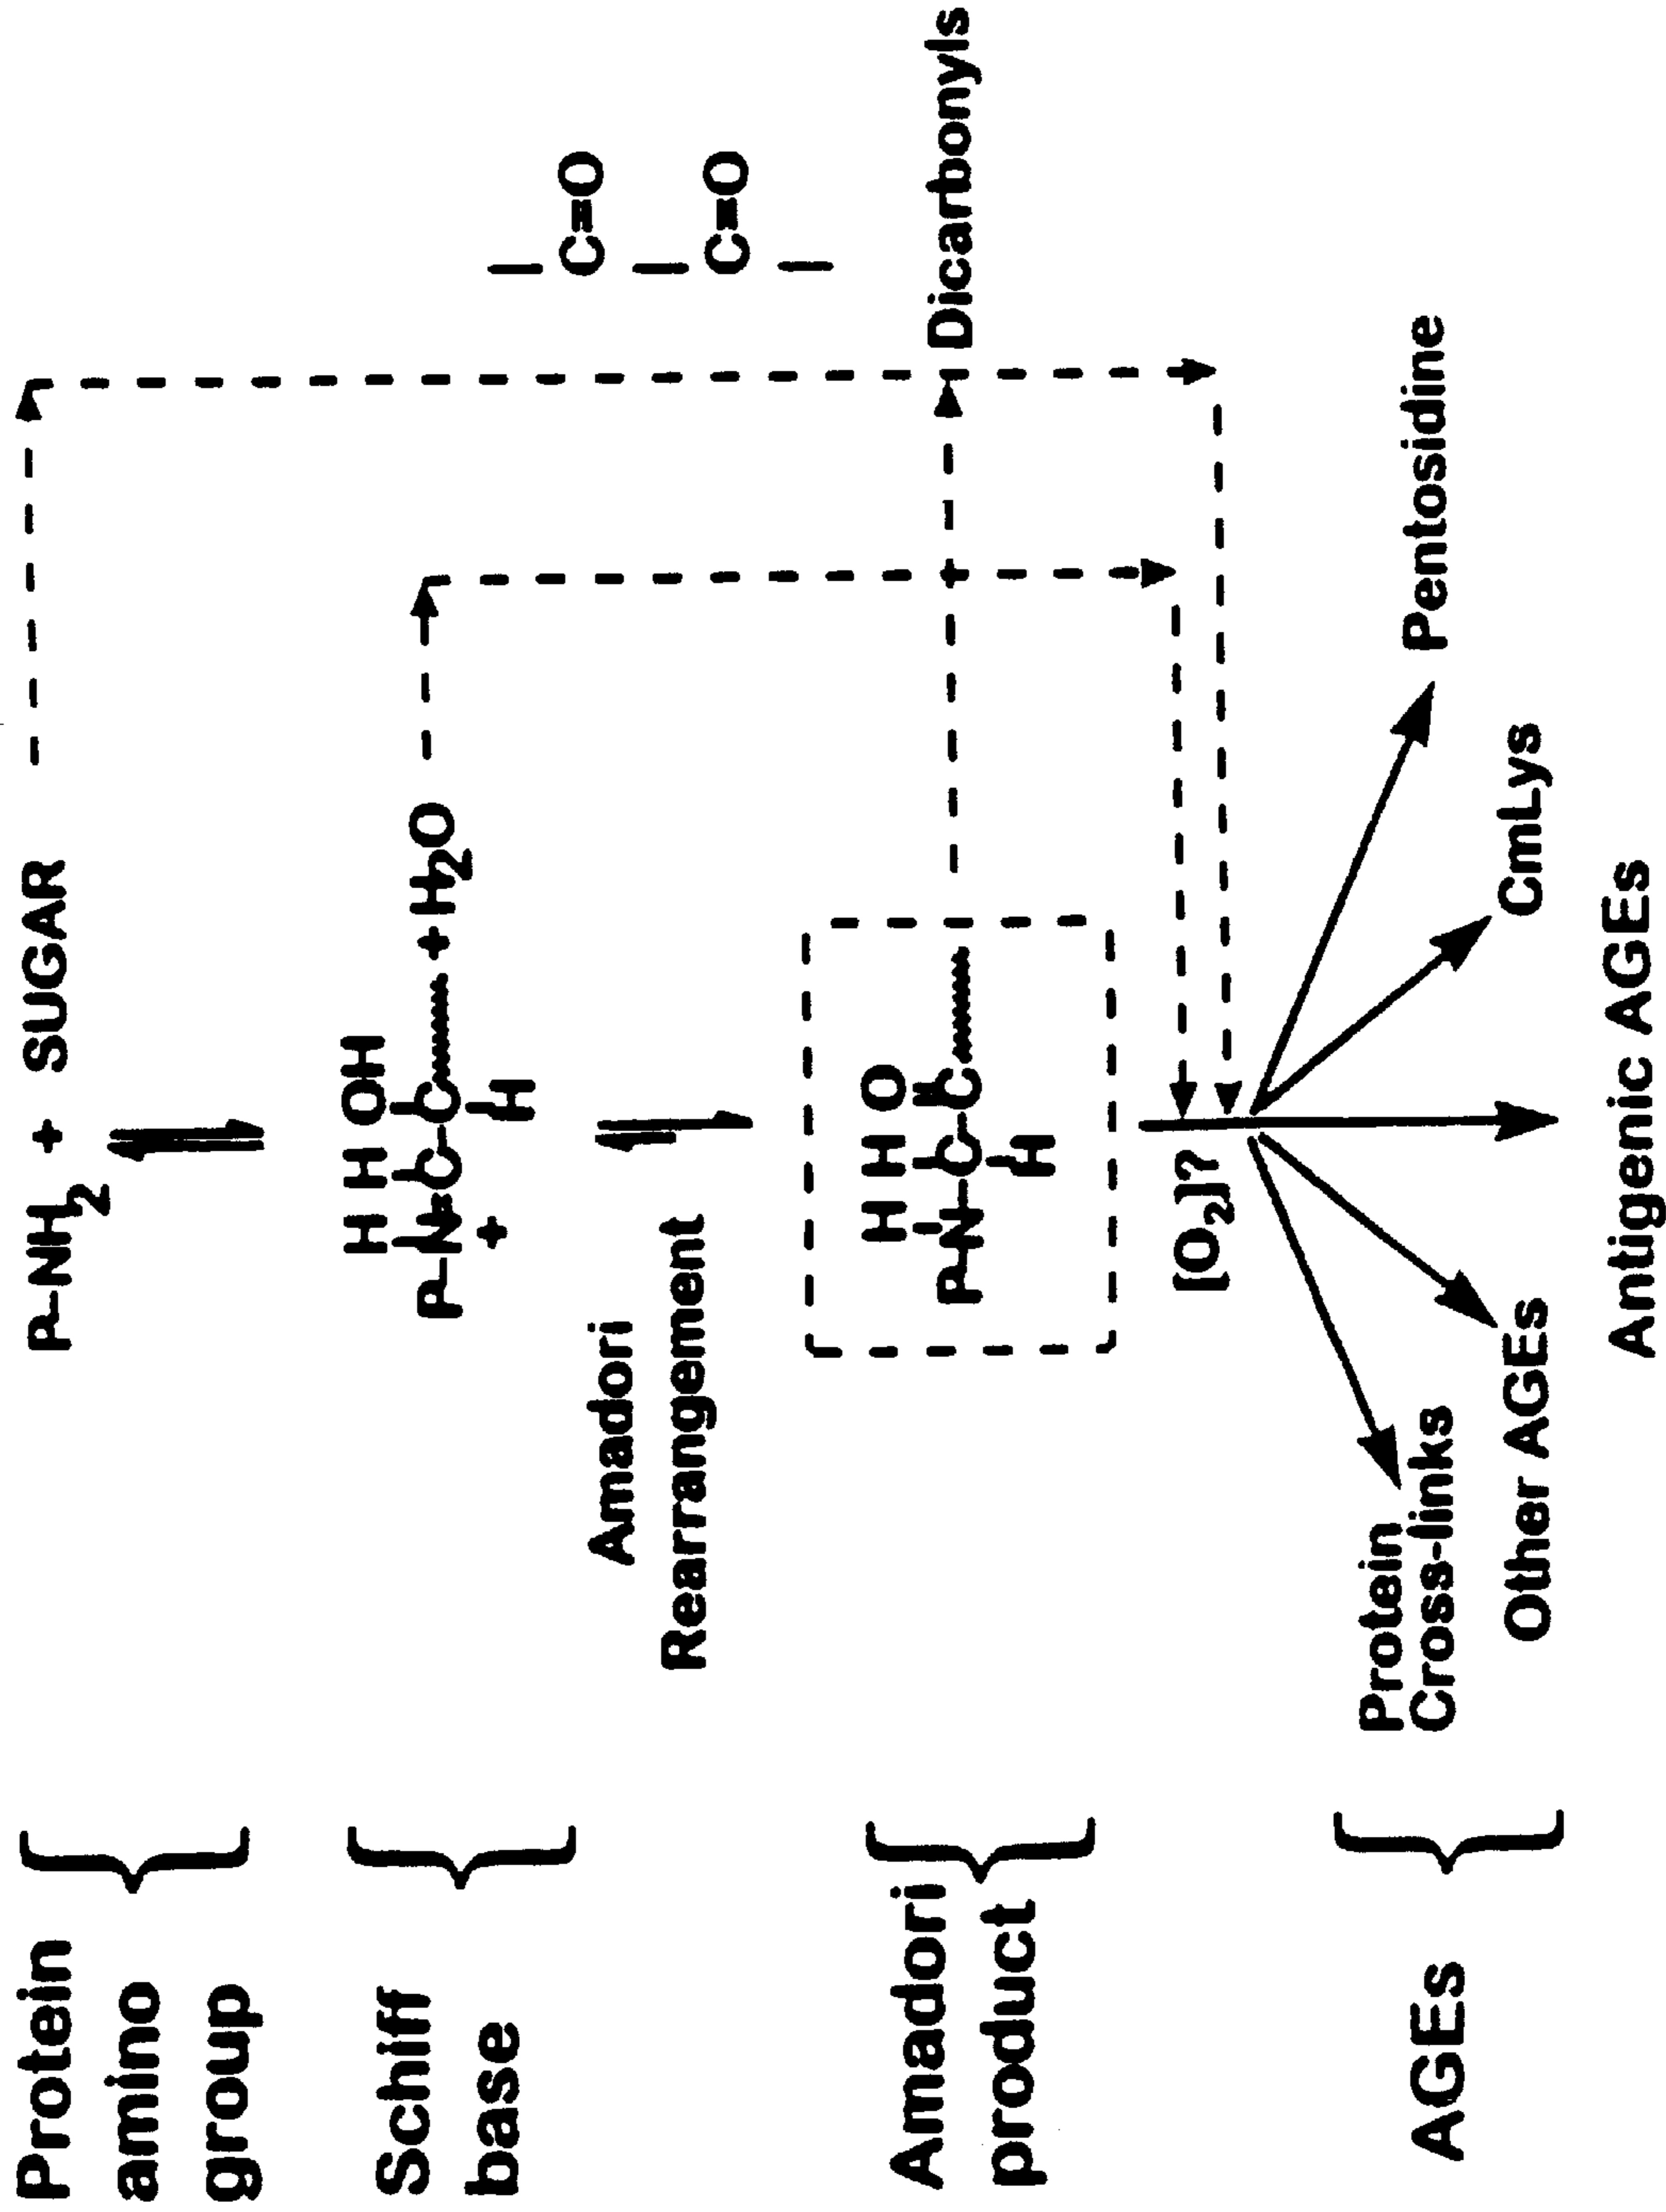 Protein
amino
group
P-NH2 + SUGAR
Schiff
base
H H OH
P-N=C-C + H2O
+
H
Amadori
Rearrangement
C=O
C=O
Amadori
product
H H O
P-N-C-C
H
Dicarbonyls
[O2]?
AGEs
Protein
Cross-links
Other AGEs
Antigenic AGEs
CmLys
Pentosidine